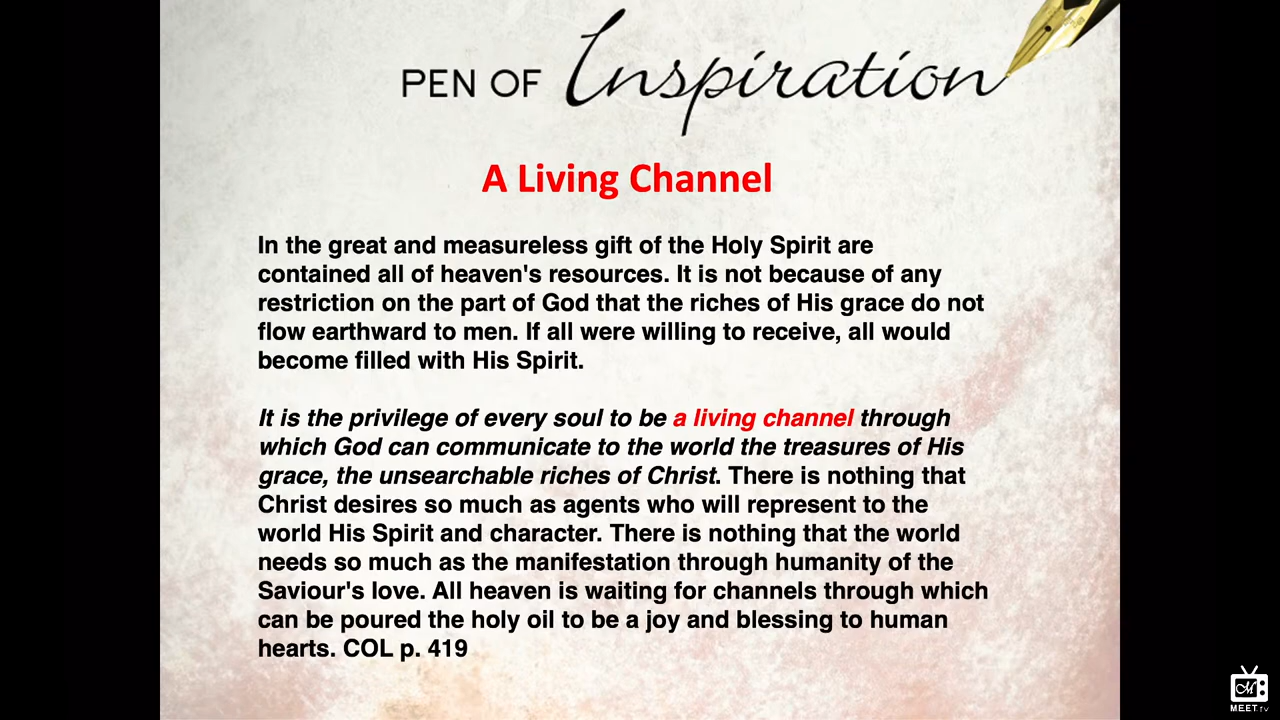 PEN OF Inspiration
A Living Channel
In the great and measureless gift of the Holy Spirit are
contained all of heaven's resources. It is not because of any
restriction on the part of God that the riches of His grace do not
flow earthward to men. If all were willing to receive, all would
become filled with His Spirit.
It is the privilege of every soul to be a living channel through
which God can communicate to the world the treasures of His
grace, the unsearchable riches of Christ. There is nothing that
Christ desires so much as agents who will represent to the
world His Spirit and character. There is nothing that the world
needs so much as the manifestation through humanity of the
Saviour's love. All heaven is waiting for channels through which
can be poured the holy oil to be a joy and blessing to human
hearts. COL p. 419
M
MEET.TV